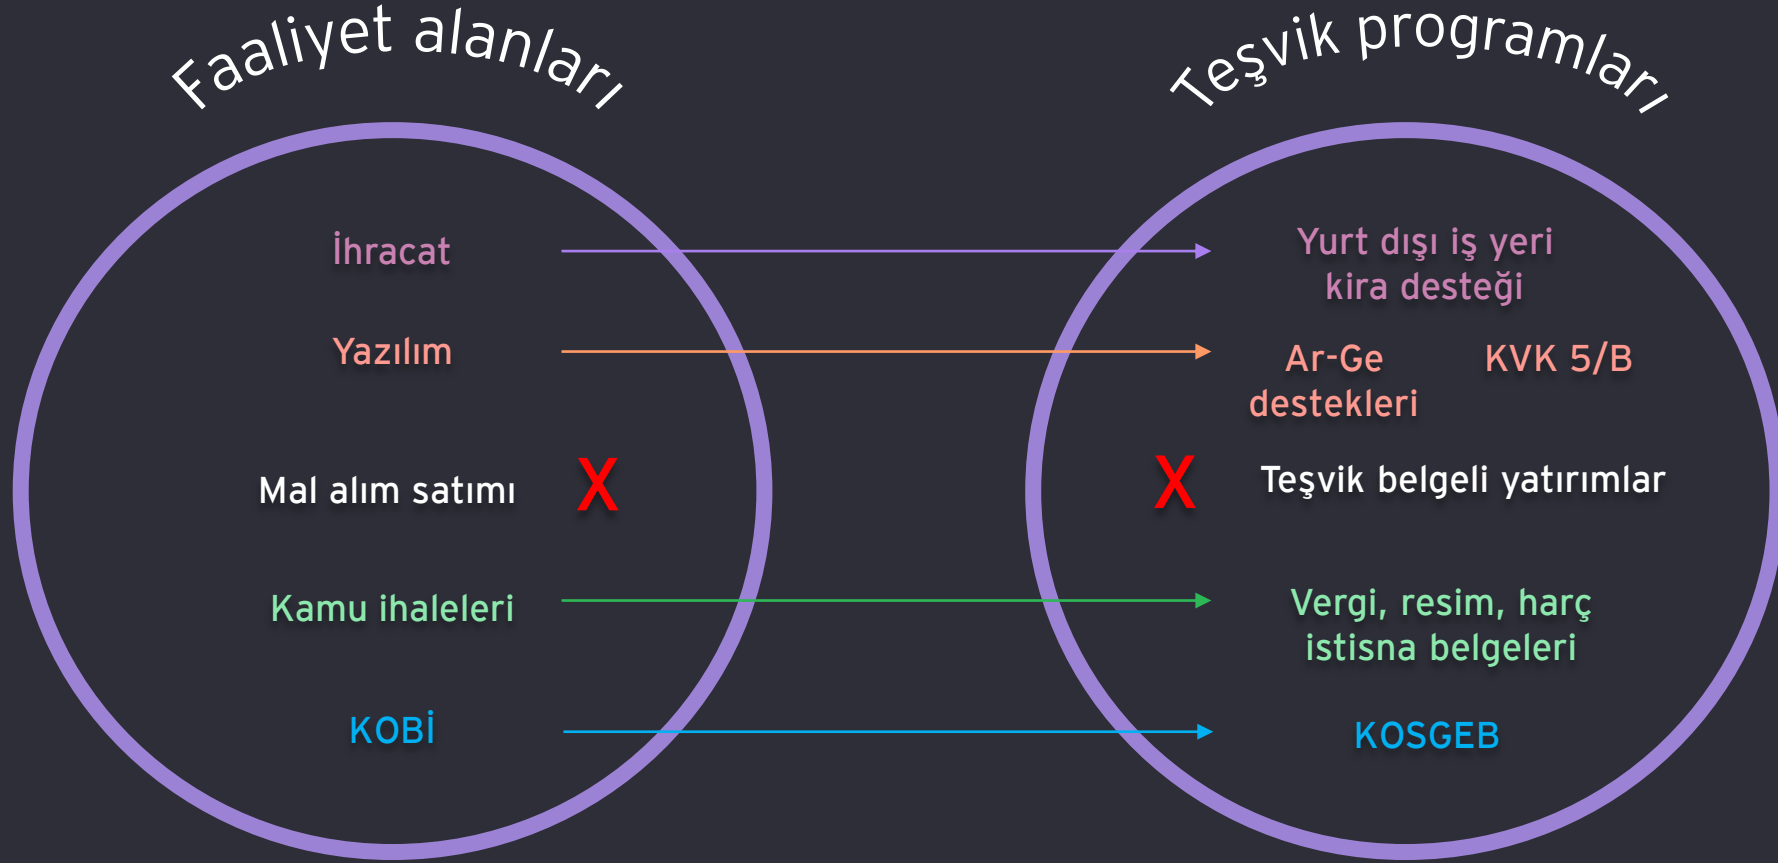 Faaliyet alanları
Teşvik programları
İhracat
Yurt dışı iş yeri
kira desteği
Yazılım
Ar-Ge
destekleri
KVK 5/B
Mal alım satımı
X
X
Teşvik belgeli yatırımlar
Kamu ihaleleri
Vergi, resim, harç
istisna belgeleri
KOBİ
KOSGEB